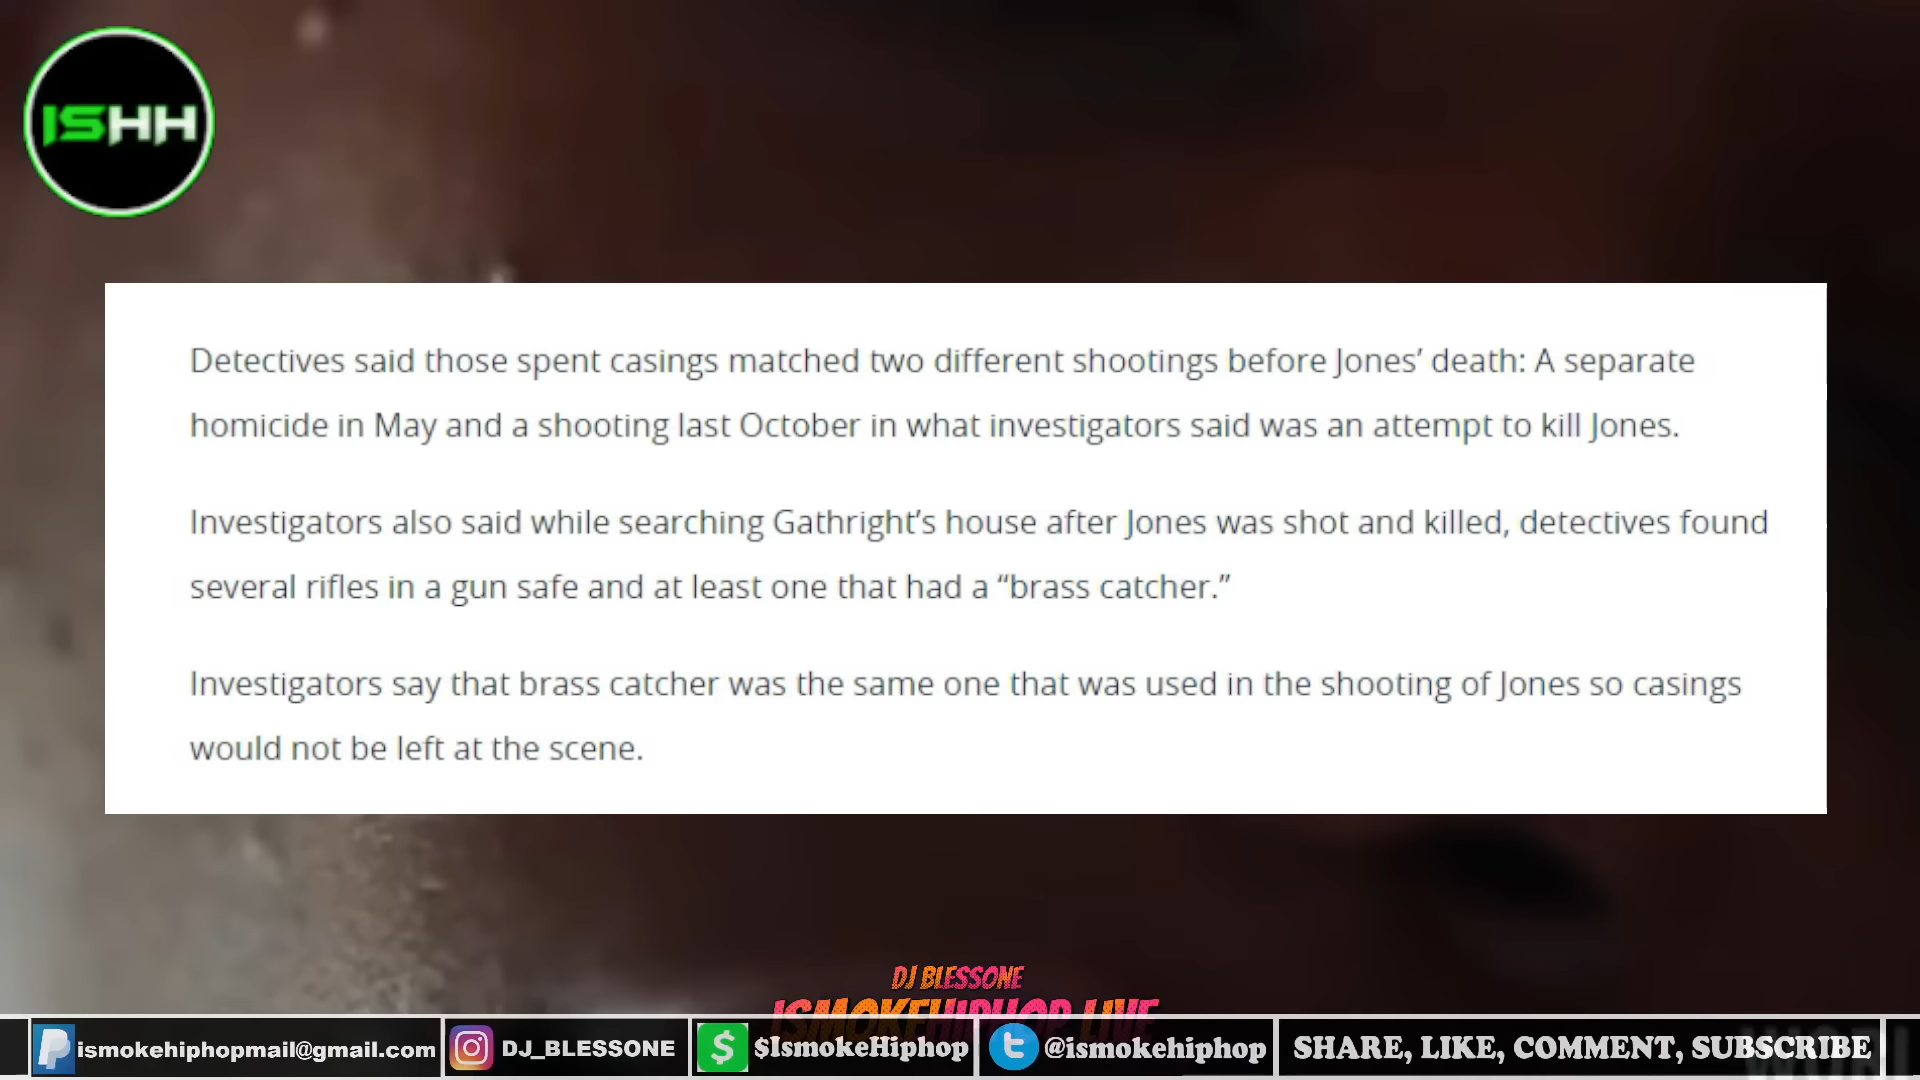 ISHH
Detectives said those spent casings matched two different shootings before Jones’ death: A separate
homicide in May and a shooting last October in what investigators said was an attempt to kill Jones.
Investigators also said while searching Gathright’s house after Jones was shot and killed, detectives found
several rifles in a gun safe and at least one that had a “brass catcher.”
Investigators say that brass catcher was the same one that was used in the shooting of Jones so casings
would not be left at the scene.
DJ BLESSONE
ISMOKEHIPHOP LIVE
ismokehiphopmail@gmail.com DJ_BLESSONE $IsmokeHiphop @ismokehiphop SHARE, LIKE, COMMENT, SUBSCRIBE